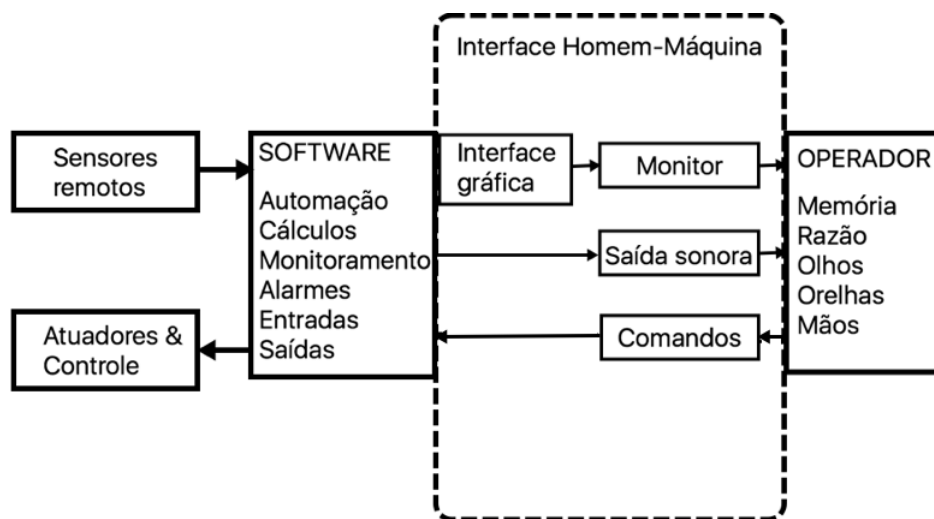 Interface Homem-Máquina
Sensores
remotos
Atuadores &
Controle
SOFTWARE
Automação
Cálculos
Monitoramento
Alarmes
Entradas
Saídas
Interface
gráfica
Monitor
Saída sonora
Comandos
OPERADOR
Memória
Razão
Olhos
Orelhas
Mãos